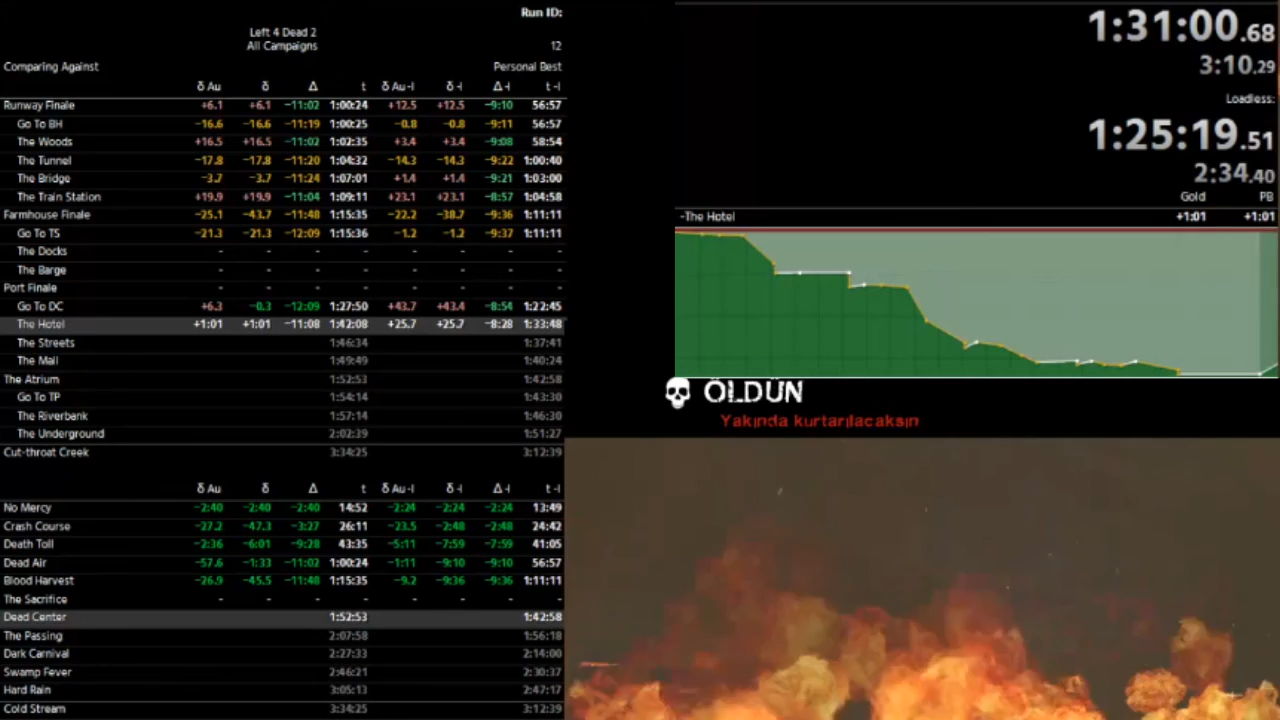 Run ID:
Left 4 Dead 2
All Campaigns
12
Comparing Against Personal Best
δ Au δ Δ t δ Au-I δ -I Δ -I t -I
Runway Finale +6.1 +6.1 −11:02 1:00:24 +12.5 +12.5 −9:10 56:57
Go To BH −16.6 −16.6 −11:19 1:00:25 −0.8 −0.8 −9:11 56:57
The Woods +16.5 +16.5 −11:02 1:02:35 +3.4 +3.4 −9:08 58:54
The Tunnel −17.8 −17.8 −11:20 1:04:32 −14.3 −14.3 −9:22 1:00:40
The Bridge −3.7 −3.7 −11:24 1:07:01 +1.4 +1.4 −9:21 1:03:00
The Train Station +19.9 +19.9 −11:04 1:09:11 +23.1 +23.1 −8:57 1:04:58
Farmhouse Finale −25.1 −43.7 −11:48 1:15:35 −22.2 −38.7 −9:36 1:11:11
Go To TS −21.3 −21.3 −12:09 1:15:36 −1.2 −1.2 −9:37 1:11:11
The Docks - - - - - - - -
The Barge - - - - - - - -
Port Finale - - - - - - - -
Go To DC +6.3 −0.3 −12:09 1:27:50 +43.7 +43.4 −8:54 1:22:45
The Hotel +1:01 +1:01 −11:08 1:42:08 +25.7 +25.7 −8:28 1:33:48
The Streets 1:46:34 1:37:41
The Mall 1:49:49 1:40:24
The Atrium 1:52:53 1:42:58
Go To TP 1:54:14 1:43:30
The Riverbank 1:57:14 1:46:30
The Underground 2:02:39 1:51:27
Cut-throat Creek 3:34:25 3:12:39
δ Au δ Δ t δ Au-I δ -I Δ -I t -I
No Mercy −2:40 −2:40 −2:40 14:52 −2:24 −2:24 −2:24 13:49
Crash Course −27.2 −47.3 −3:27 26:11 −23.5 −2:48 −2:48 24:42
Death Toll −2:36 −6:01 −9:28 43:35 −5:11 −7:59 −7:59 41:05
Dead Air −57.6 −1:33 −11:02 1:00:24 −1:11 −9:10 −9:10 56:57
Blood Harvest −26.9 −45.5 −11:48 1:15:35 −9.2 −9:36 −9:36 1:11:11
The Sacrifice - - - - - - - -
Dead Center 1:52:53 1:42:58
The Passing 2:07:58 1:56:18
Dark Carnival 2:27:33 2:14:00
Swamp Fever 2:46:21 2:30:37
Hard Rain 3:05:13 2:47:17
Cold Stream 3:34:25 3:12:39
1:31:00.68
3:10.29
Loadless:
1:25:19.51
2:34.40
Gold PB
-The Hotel +1:01 +1:01
ÖLDÜN
Yakında kurtarılacaksın